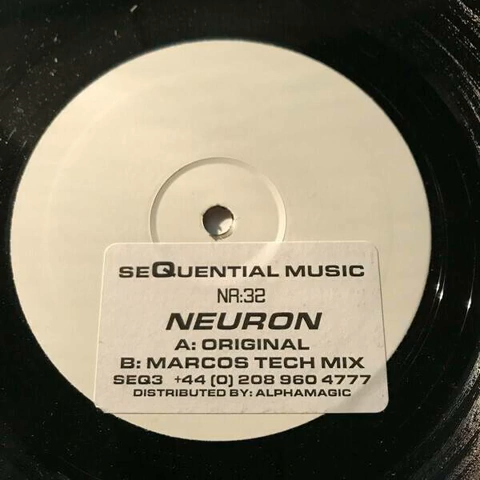 SEQUENTIAL MUSIC
NR:32
NEURON
A: ORIGINAL
B: MARCOS TECH MIX
SEQ3 +44 (0) 208 960 4777
DISTRIBUTED BY: ALPHAMAGIC